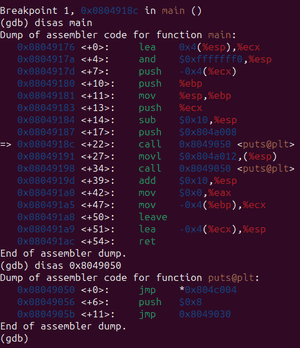 Breakpoint 1, 0x0804918c in main ()
(gdb) disas main
Dump of assembler code for function main:
0x08049176 <+0>: lea 0x4(%esp),%ecx
0x0804917a <+4>: and $0xfffffff0,%esp
0x0804917d <+7>: push -0x4(%ecx)
0x08049180 <+10>: push %ebp
0x08049181 <+11>: mov %esp,%ebp
0x08049183 <+13>: push %ecx
0x08049184 <+14>: sub $0x10,%esp
0x08049187 <+17>: push $0x804a008
=> 0x0804918c <+22>: call 0x8049050 <puts@plt>
0x08049191 <+27>: movl $0x804a012,(%esp)
0x08049198 <+34>: call 0x8049050 <puts@plt>
0x0804919d <+39>: add $0x10,%esp
0x080491a0 <+42>: mov $0x0,%eax
0x080491a5 <+47>: mov -0x4(%ebp),%ecx
0x080491a8 <+50>: leave
0x080491a9 <+51>: lea -0x4(%ecx),%esp
0x080491ac <+54>: ret
End of assembler dump.
(gdb) disas 0x8049050
Dump of assembler code for function puts@plt:
0x08049050 <+0>: jmp *0x804c004
0x08049056 <+6>: push $0x8
0x0804905b <+11>: jmp 0x8049030
End of assembler dump.
(gdb)